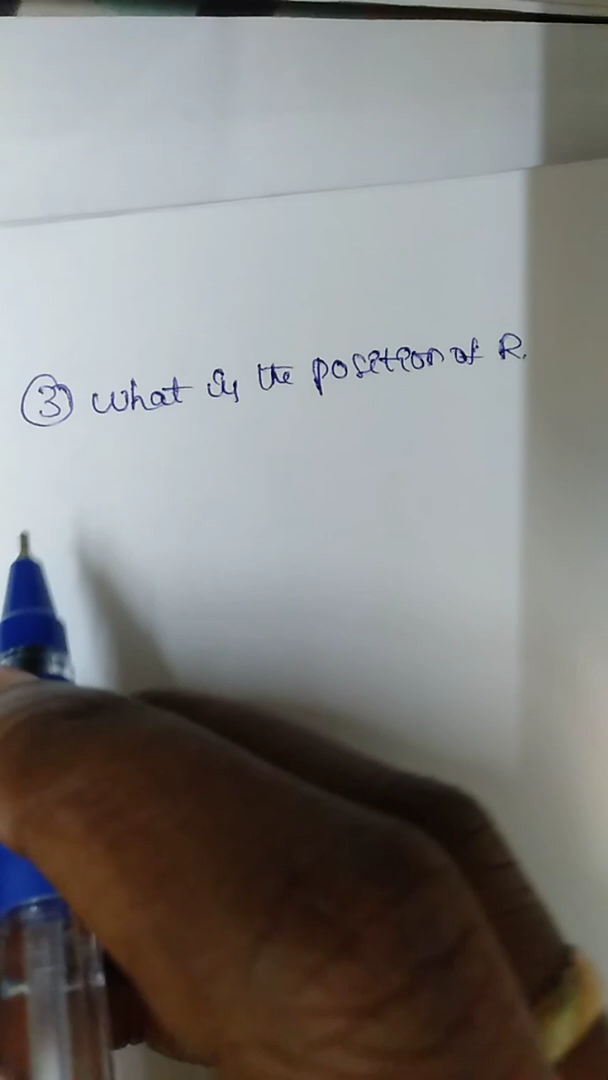 ③ What is the position of R.